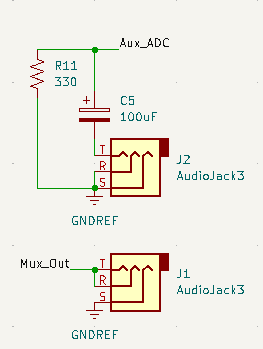 Aux_ADC
R11
330
+
C5
100uF
T
R
S
J2
AudioJack3
GNDREF
Mux_Out
T
R
S
J1
AudioJack3
GNDREF